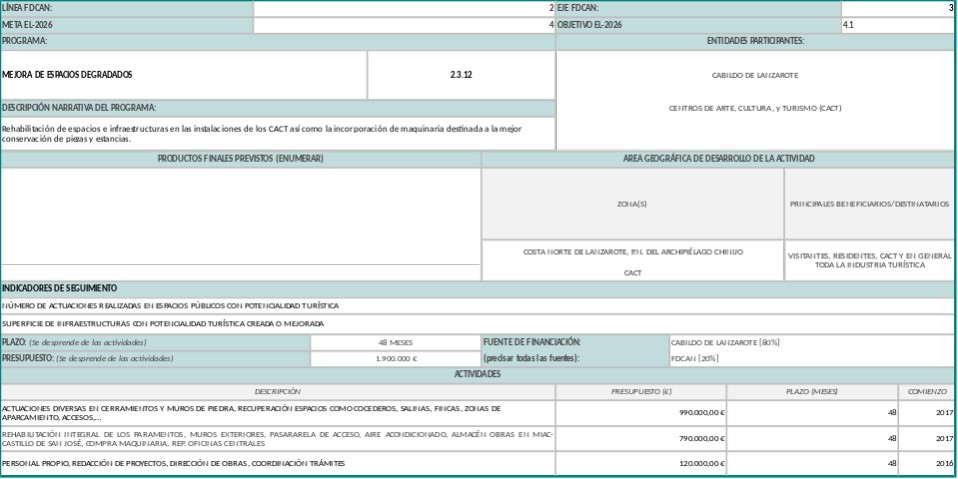 LÍNEA FDCAN: 2 EJE FDCAN: 3
META EL-2026 4 OBJETIVO EL-2026 4.1
PROGRAMA: ENTIDADES PARTICIPANTES:
MEJORA DE ESPACIOS DEGRADADOS 2.3.12
CABILDO DE LANZAROTE
CENTROS DE ARTE, CULTURA, y TURISMO (CACT)
DESCRIPCIÓN NARRATIVA DEL PROGRAMA:
Rehabilitación de espacios e infraestructuras en las instalaciones de los CACT así como la incorporación de maquinaria destinada a la mejor
conservación de piezas y estancias.
PRODUCTOS FINALES PREVISTOS (ENUMERAR) AREA GEOGRÁFICA DE DESARROLLO DE LA ACTIVIDAD
ZONA(S) PRINCIPALES BENEFICIARIOS/DESTINATARIOS
COSTA NORTE DE LANZAROTE, P.N. DEL ARCHIPIÉLAGO CHINIJO
CACT
VISITANTES, RESIDENTES, CACT Y EN GENERAL
TODA LA INDUSTRIA TURÍSTICA
INDICADORES DE SEGUIMIENTO
NÚMERO DE ACTUACIONES REALIZADAS EN ESPACIOS PÚBLICOS CON POTENCIALIDAD TURÍSTICA
SUPERFICIE DE INFRAESTRUCTURAS CON POTENCIALIDAD TURÍSTICA CREADA O MEJORADA
PLAZO: (Se desprende de las actividades) 48 MESES FUENTE DE FINANCIACIÓN: CABILDO DE LANZAROTE [80%]
PRESUPUESTO: (Se desprende de las actividades) 1.900.000 € (precisar todas las fuentes): FDCAN [20%]
ACTIVIDADES
DESCRIPCIÓN PRESUPUESTO (€) PLAZO (MESES) COMIENZO
ACTUACIONES DIVERSAS EN CERRAMIENTOS Y MUROS DE PIEDRA, RECUPERACIÓN ESPACIOS COMO COCEDEROS, SALINAS, FINCAS, ZONAS DE
APARCAMIENTO, ACCESOS,... 990.000,00 € 48 2017
REHABILITACIÓN INTEGRAL DE LOS PARAMENTOS, MUROS EXTERIORES, PASARARELA DE ACCESO, AIRE ACONDICIONADO, ALMACÉN OBRAS EN MIAC-
CASTILLO DE SAN JOSÉ, COMPRA MAQUINARIA, REP. OFICINAS CENTRALES 790.000,00 € 48 2017
PERSONAL PROPIO, REDACCIÓN DE PROYECTOS, DIRECCIÓN DE OBRAS, COORDINACIÓN TRÁMITES 120.000,00 € 48 2016